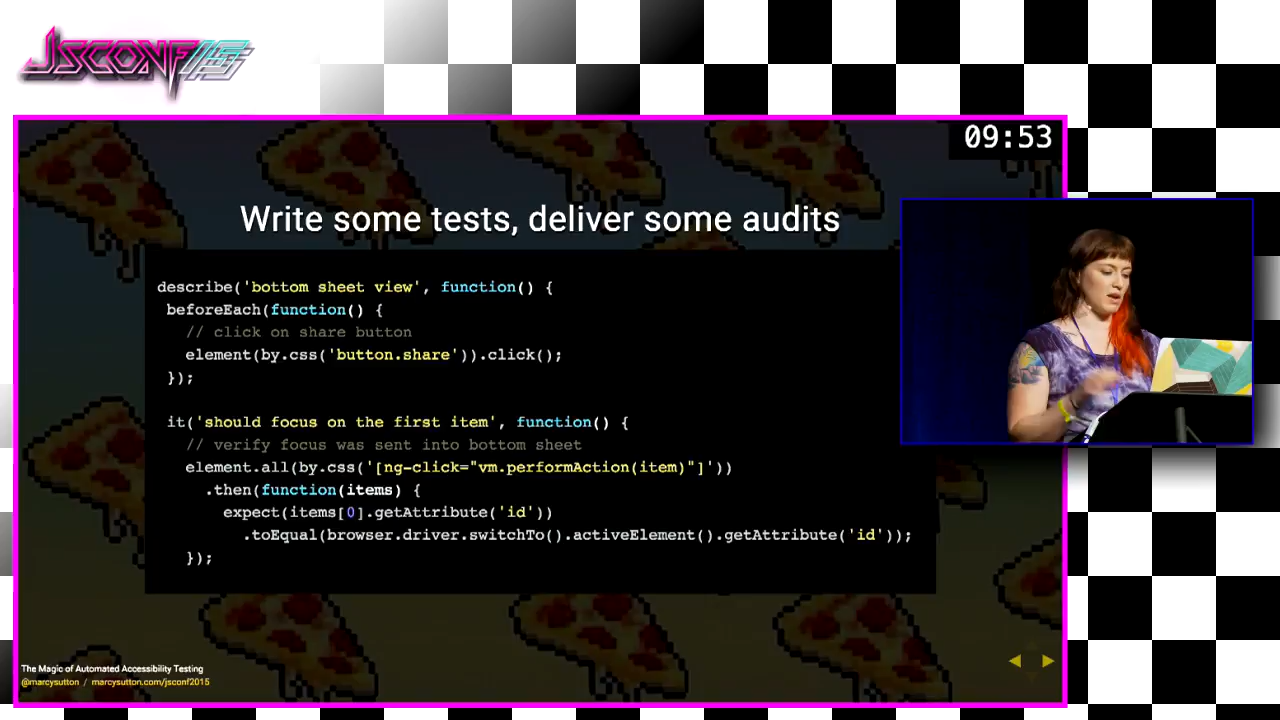 JSCONF15
09:53
Write some tests, deliver some audits
describe('bottom sheet view', function() {
beforeEach(function() {
// click on share button
element(by.css('button.share')).click();
});
it('should focus on the first item', function() {
// verify focus was sent into bottom sheet
element.all(by.css('[ng-click="vm.performAction(item)"]'))
.then(function(items) {
expect(items[0].getAttribute('id'))
.toEqual(browser.driver.switchTo().activeElement().getAttribute('id'));
});
The Magic of Automated Accessibility Testing
@marcysutton / marcysutton.com/jsconf2015